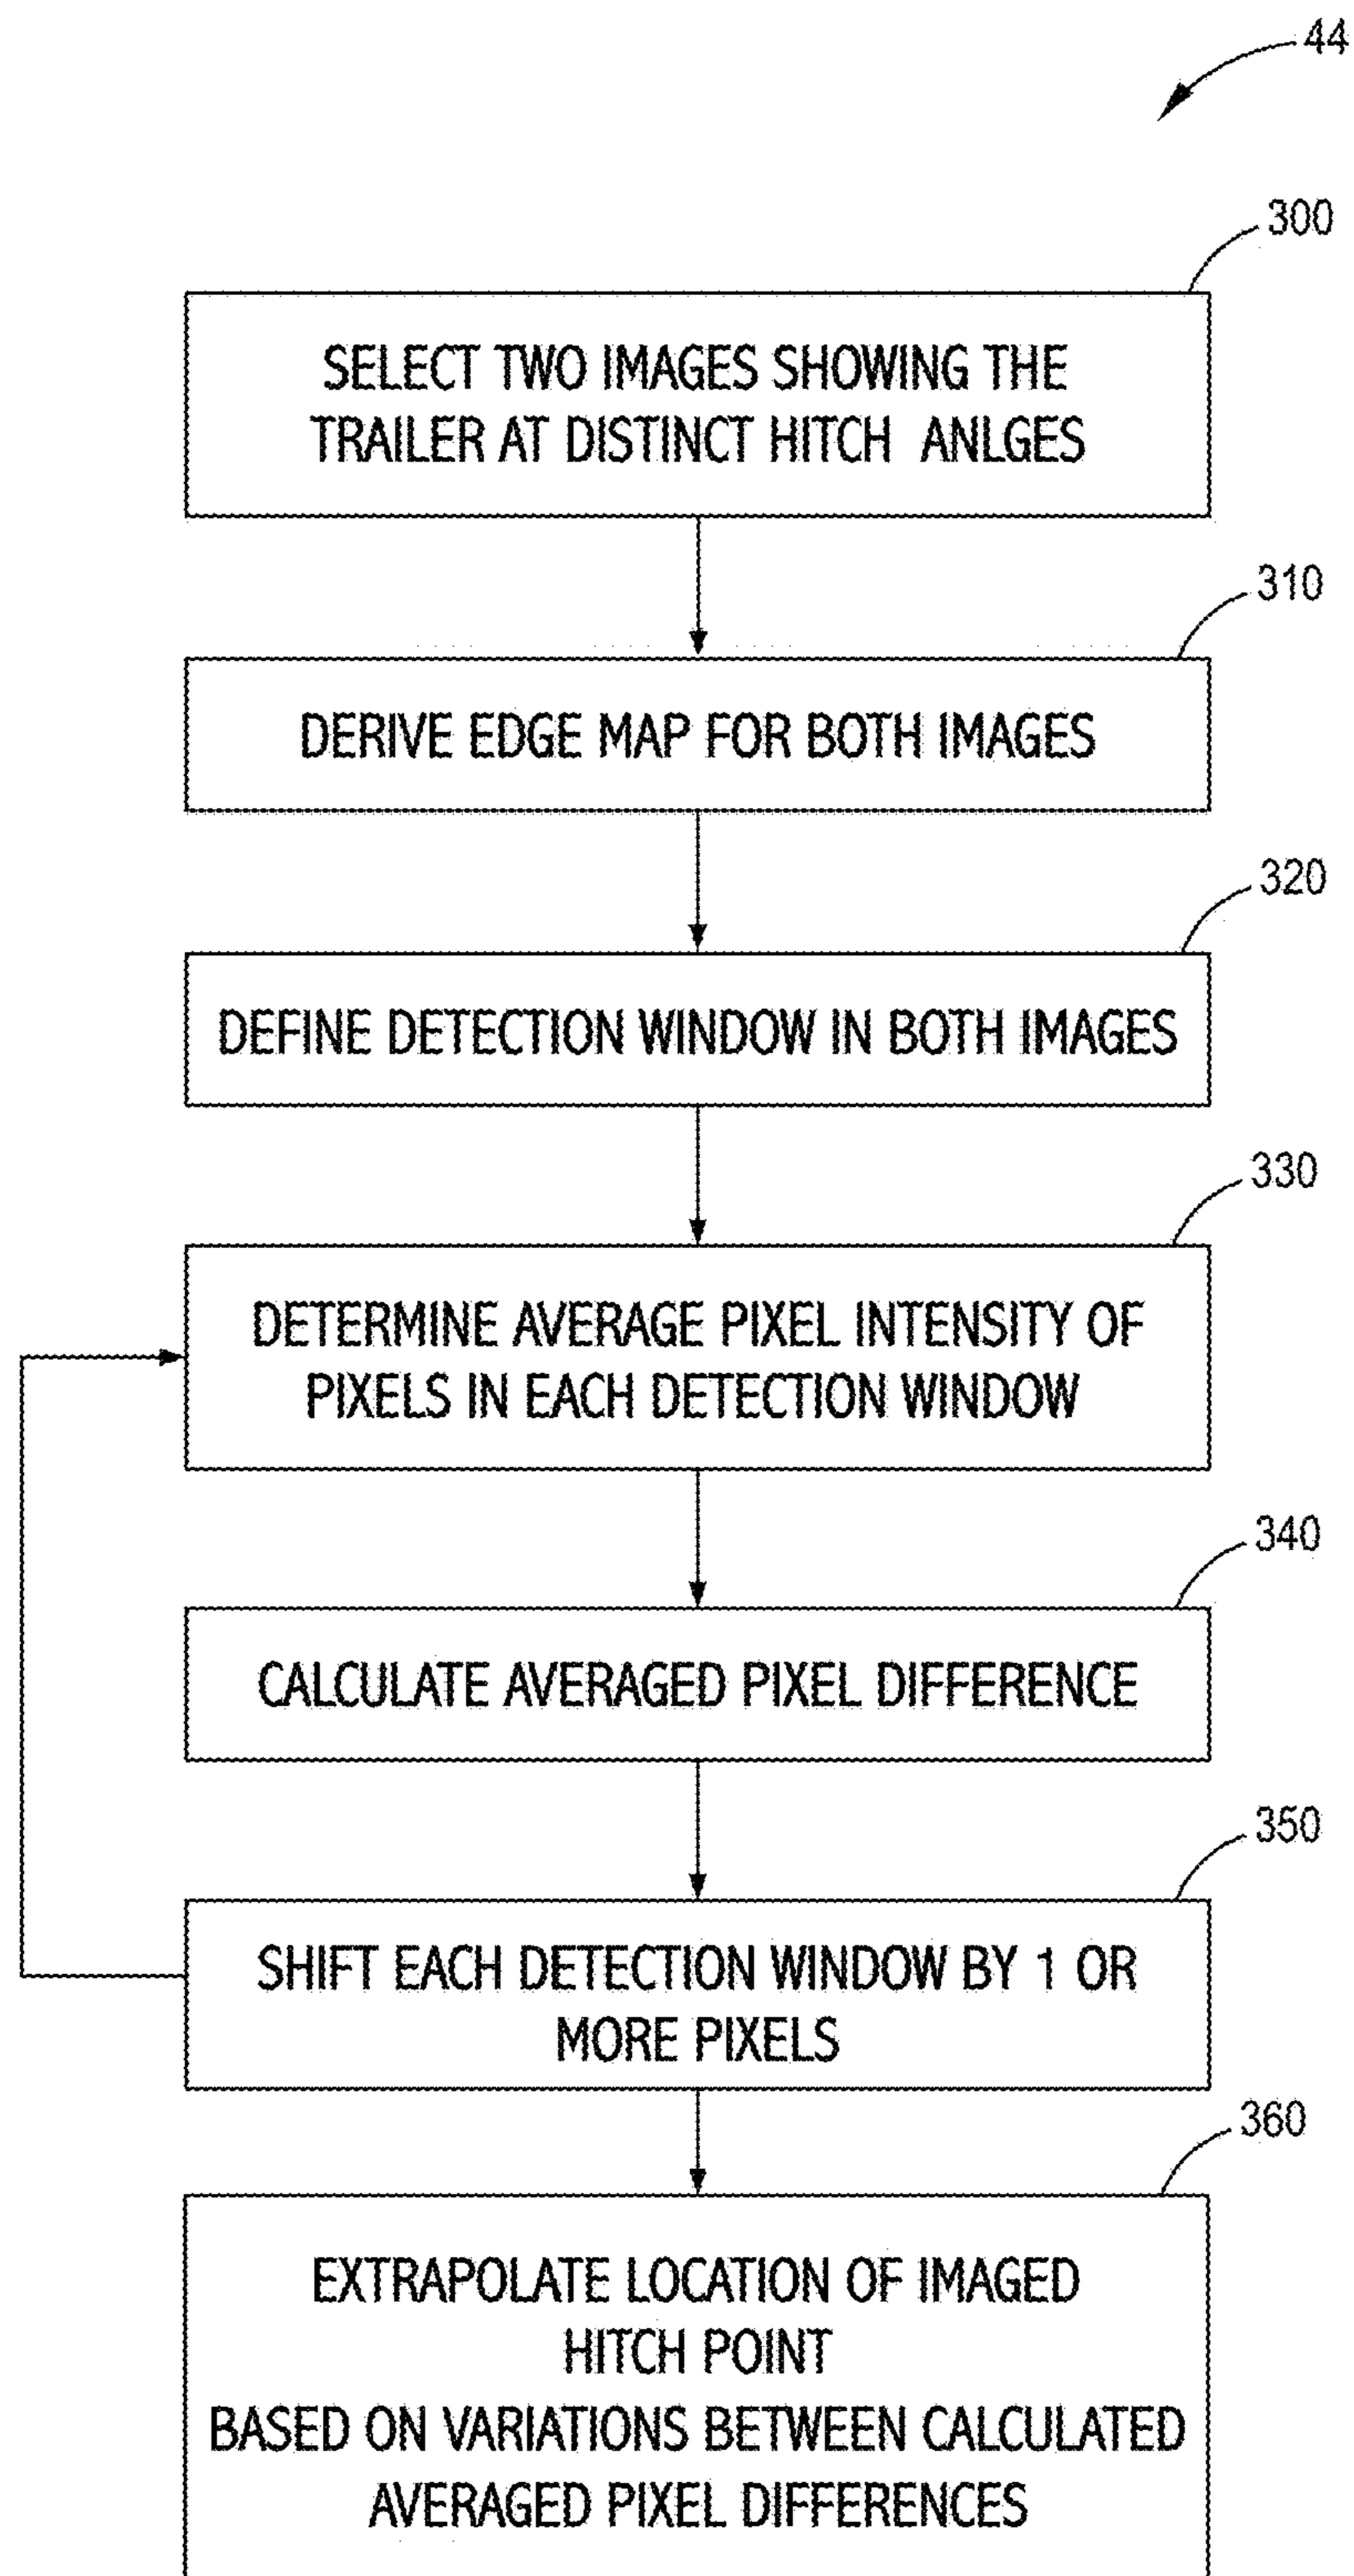 44
300
SELECT TWO IMAGES SHOWING THE
TRAILER AT DISTINCT HITCH ANLGES
310
DERIVE EDGE MAP FOR BOTH IMAGES
320
DEFINE DETECTION WINDOW IN BOTH IMAGES
330
DETERMINE AVERAGE PIXEL INTENSITY OF
PIXELS IN EACH DETECTION WINDOW
340
CALCULATE AVERAGED PIXEL DIFFERENCE
350
SHIFT EACH DETECTION WINDOW BY 1 OR
MORE PIXELS
360
EXTRAPOLATE LOCATION OF IMAGED
HITCH POINT
BASED ON VARIATIONS BETWEEN CALCULATED
AVERAGED PIXEL DIFFERENCES